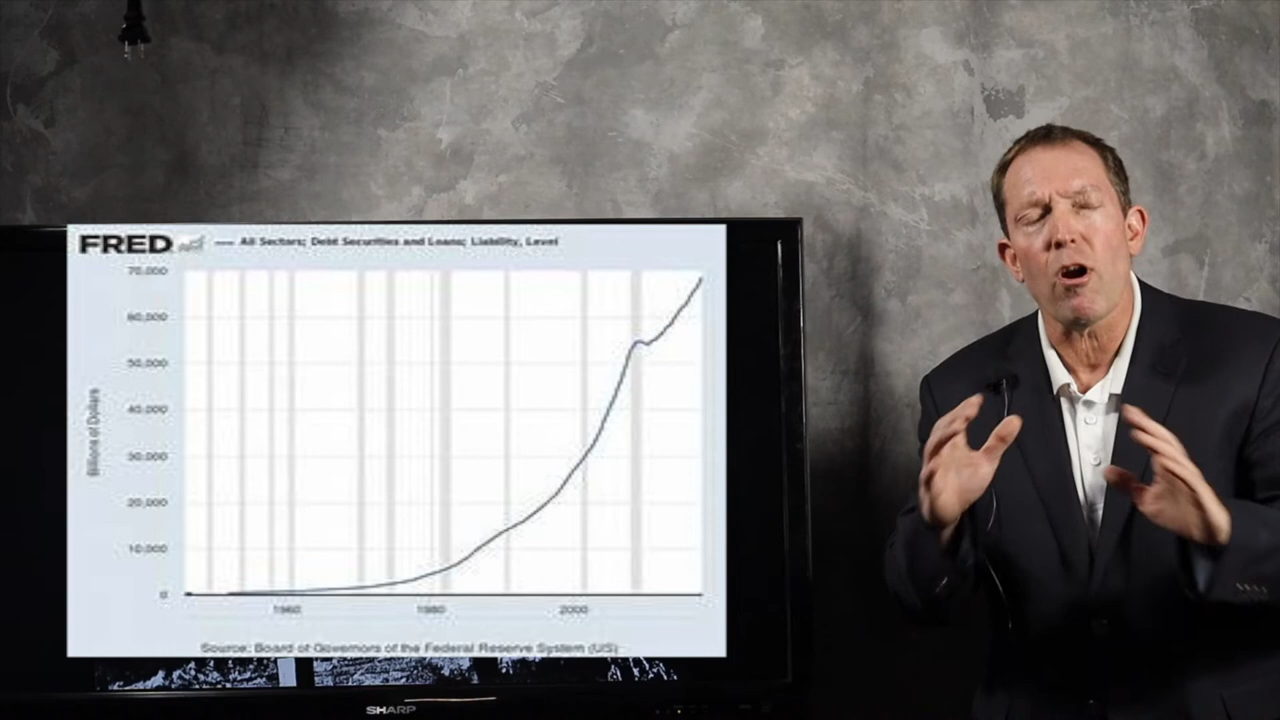 FRED
All Sectors; Debt Securities and Loans; Liability, Level
70,000
60,000
50,000
40,000
30,000
20,000
10,000
0
Billions of Dollars
1960
1980
2000
Source: Board of Governors of the Federal Reserve System (US)
SHARP